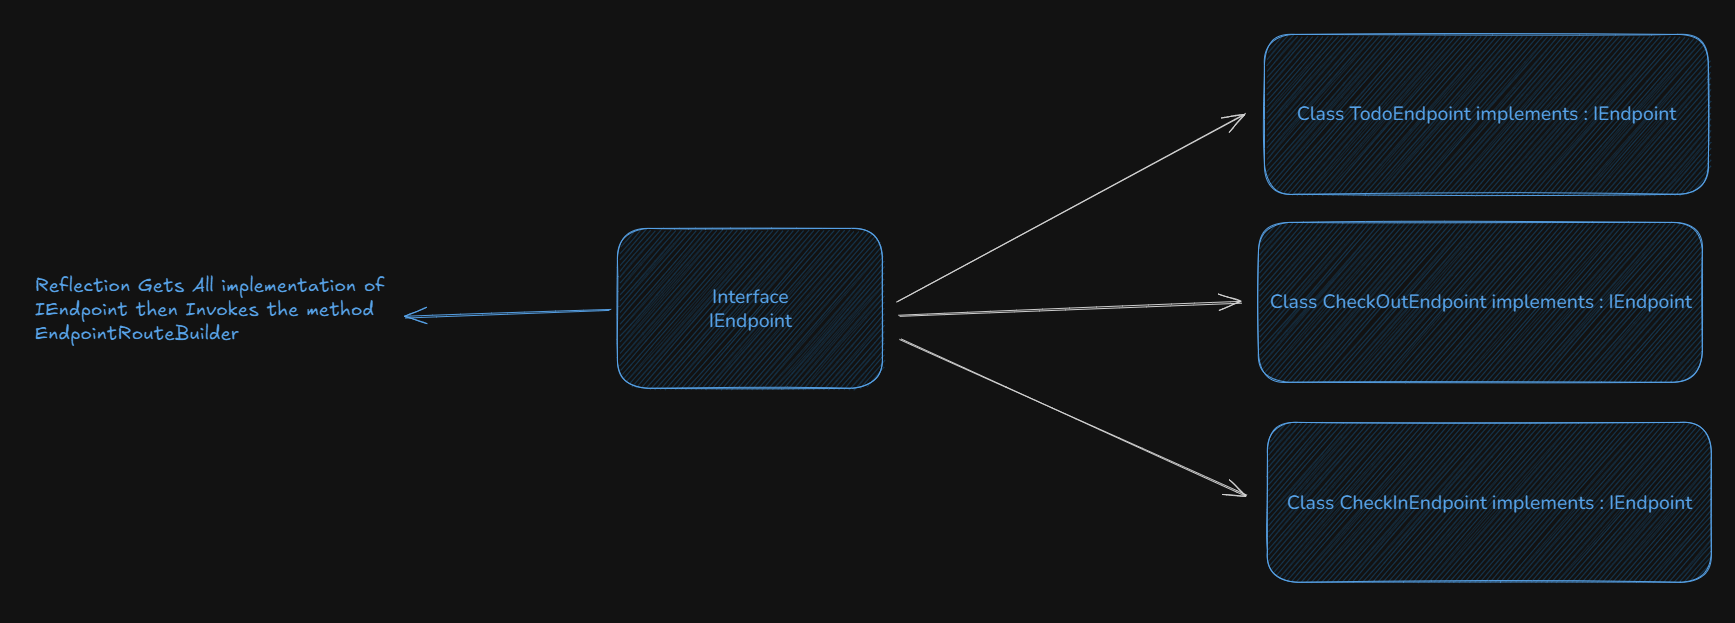 Reflection Gets All implementation of
IEndpoint then Invokes the method
EndpointRouteBuilder
Interface
IEndpoint
Class TodoEndpoint implements : IEndpoint
Class CheckOutEndpoint implements : IEndpoint
Class CheckInEndpoint implements : IEndpoint